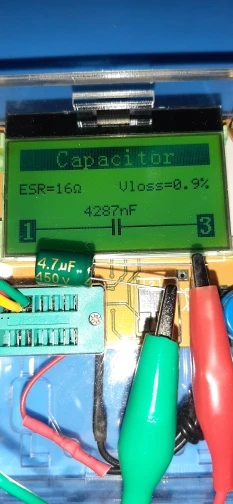 Capacitor
ESR=16Ω Vloss=0.9%
4287nF
1 3
4.7µF
450v